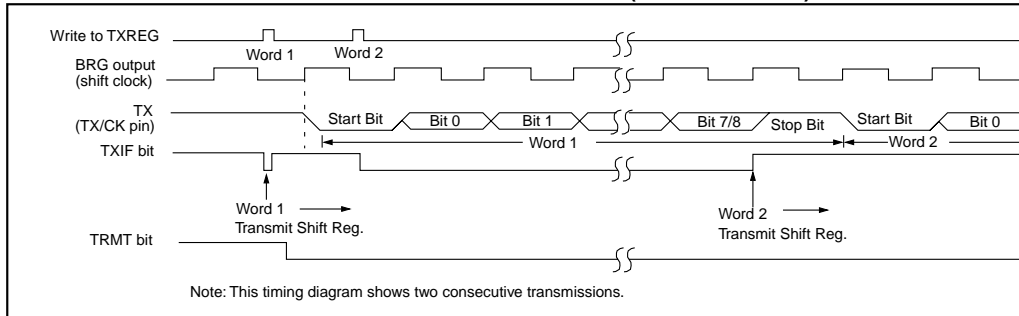 Write to TXREG
Word 1
Word 2
BRG output
(shift clock)
TX
(TX/CK pin)
Start Bit
Bit 0
Bit 1
Bit 7/8
Stop Bit
Start Bit
Bit 0
Word 1
Word 2
TXIF bit
Word 1
Transmit Shift Reg.
Word 2
Transmit Shift Reg.
TRMT bit
Note: This timing diagram shows two consecutive transmissions.